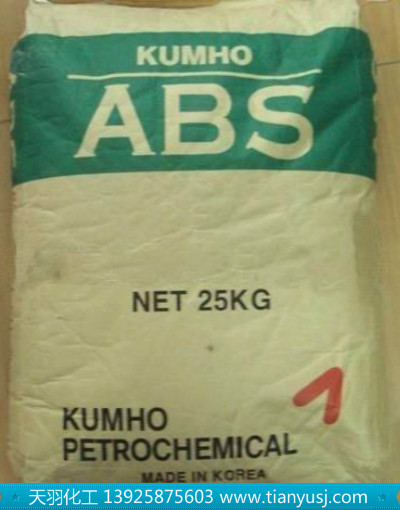 KUMHO
ABS
NET 25KG
KUMHO
PETROCHEMICAL
MADE IN KOREA
天羽化工 13925875603 www.tianyusj.com